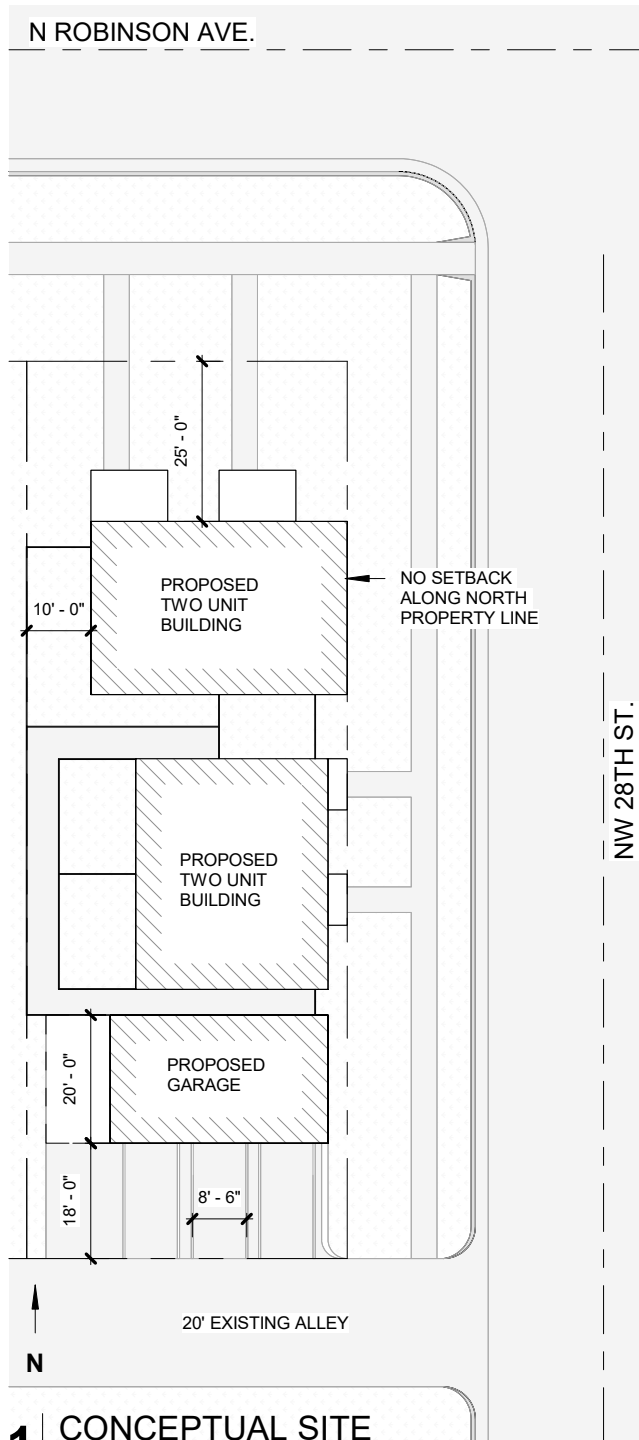 N ROBINSON AVE.
25' - 0"
PROPOSED
TWO UNIT
BUILDING
10' - 0"
NO SETBACK
ALONG NORTH
PROPERTY LINE
NW 28TH ST.
PROPOSED
TWO UNIT
BUILDING
PROPOSED
GARAGE
20' - 0"
18' - 0"
8' - 6"
20' EXISTING ALLEY
N
1 CONCEPTUAL SITE